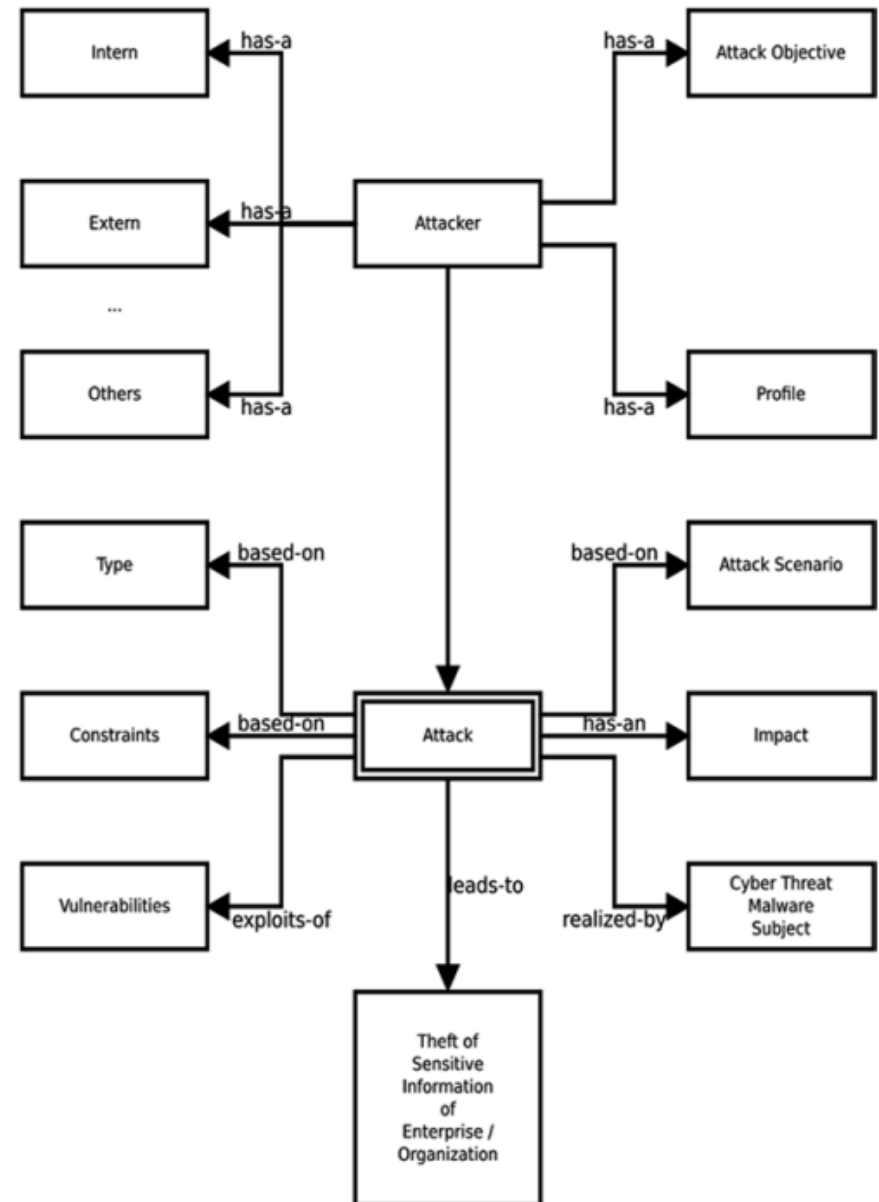 Intern
has-a
has-a
Attack Objective
Extern
has-a
Attacker
...
Others
has-a
has-a
Profile
Type
based-on
based-on
Attack Scenario
Constraints
based-on
Attack
has-an
Impact
Vulnerabilities
exploits-of
leads-to
realized-by
Cyber Threat
Malware
Subject
Theft of
Sensitive
Information
of
Enterprise /
Organization